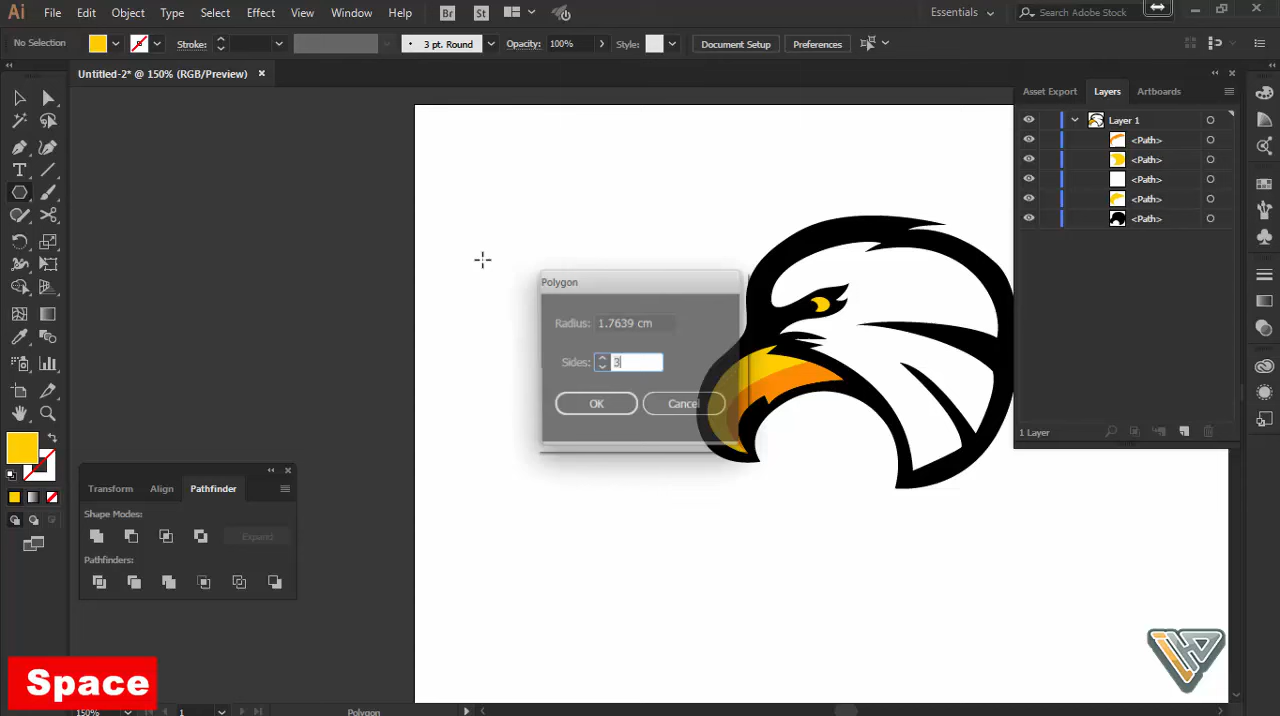 Ai File Edit Object Type Select Effect View Window Help Br St Essentials Search Adobe Stock
No Selection Stroke: 3 pt. Round Opacity: 100% Style: Document Setup Preferences
Untitled-2* @ 150% (RGB/Preview)
Asset Export Layers Artboards
Layer 1
<Path>
<Path>
<Path>
<Path>
<Path>
1 Layer
Polygon
Radius: 1.7639 cm
Sides: 3
OK Cancel
Transform Align Pathfinder
Shape Modes:
Expand
Pathfinders:
Space
150% 1 Polygon